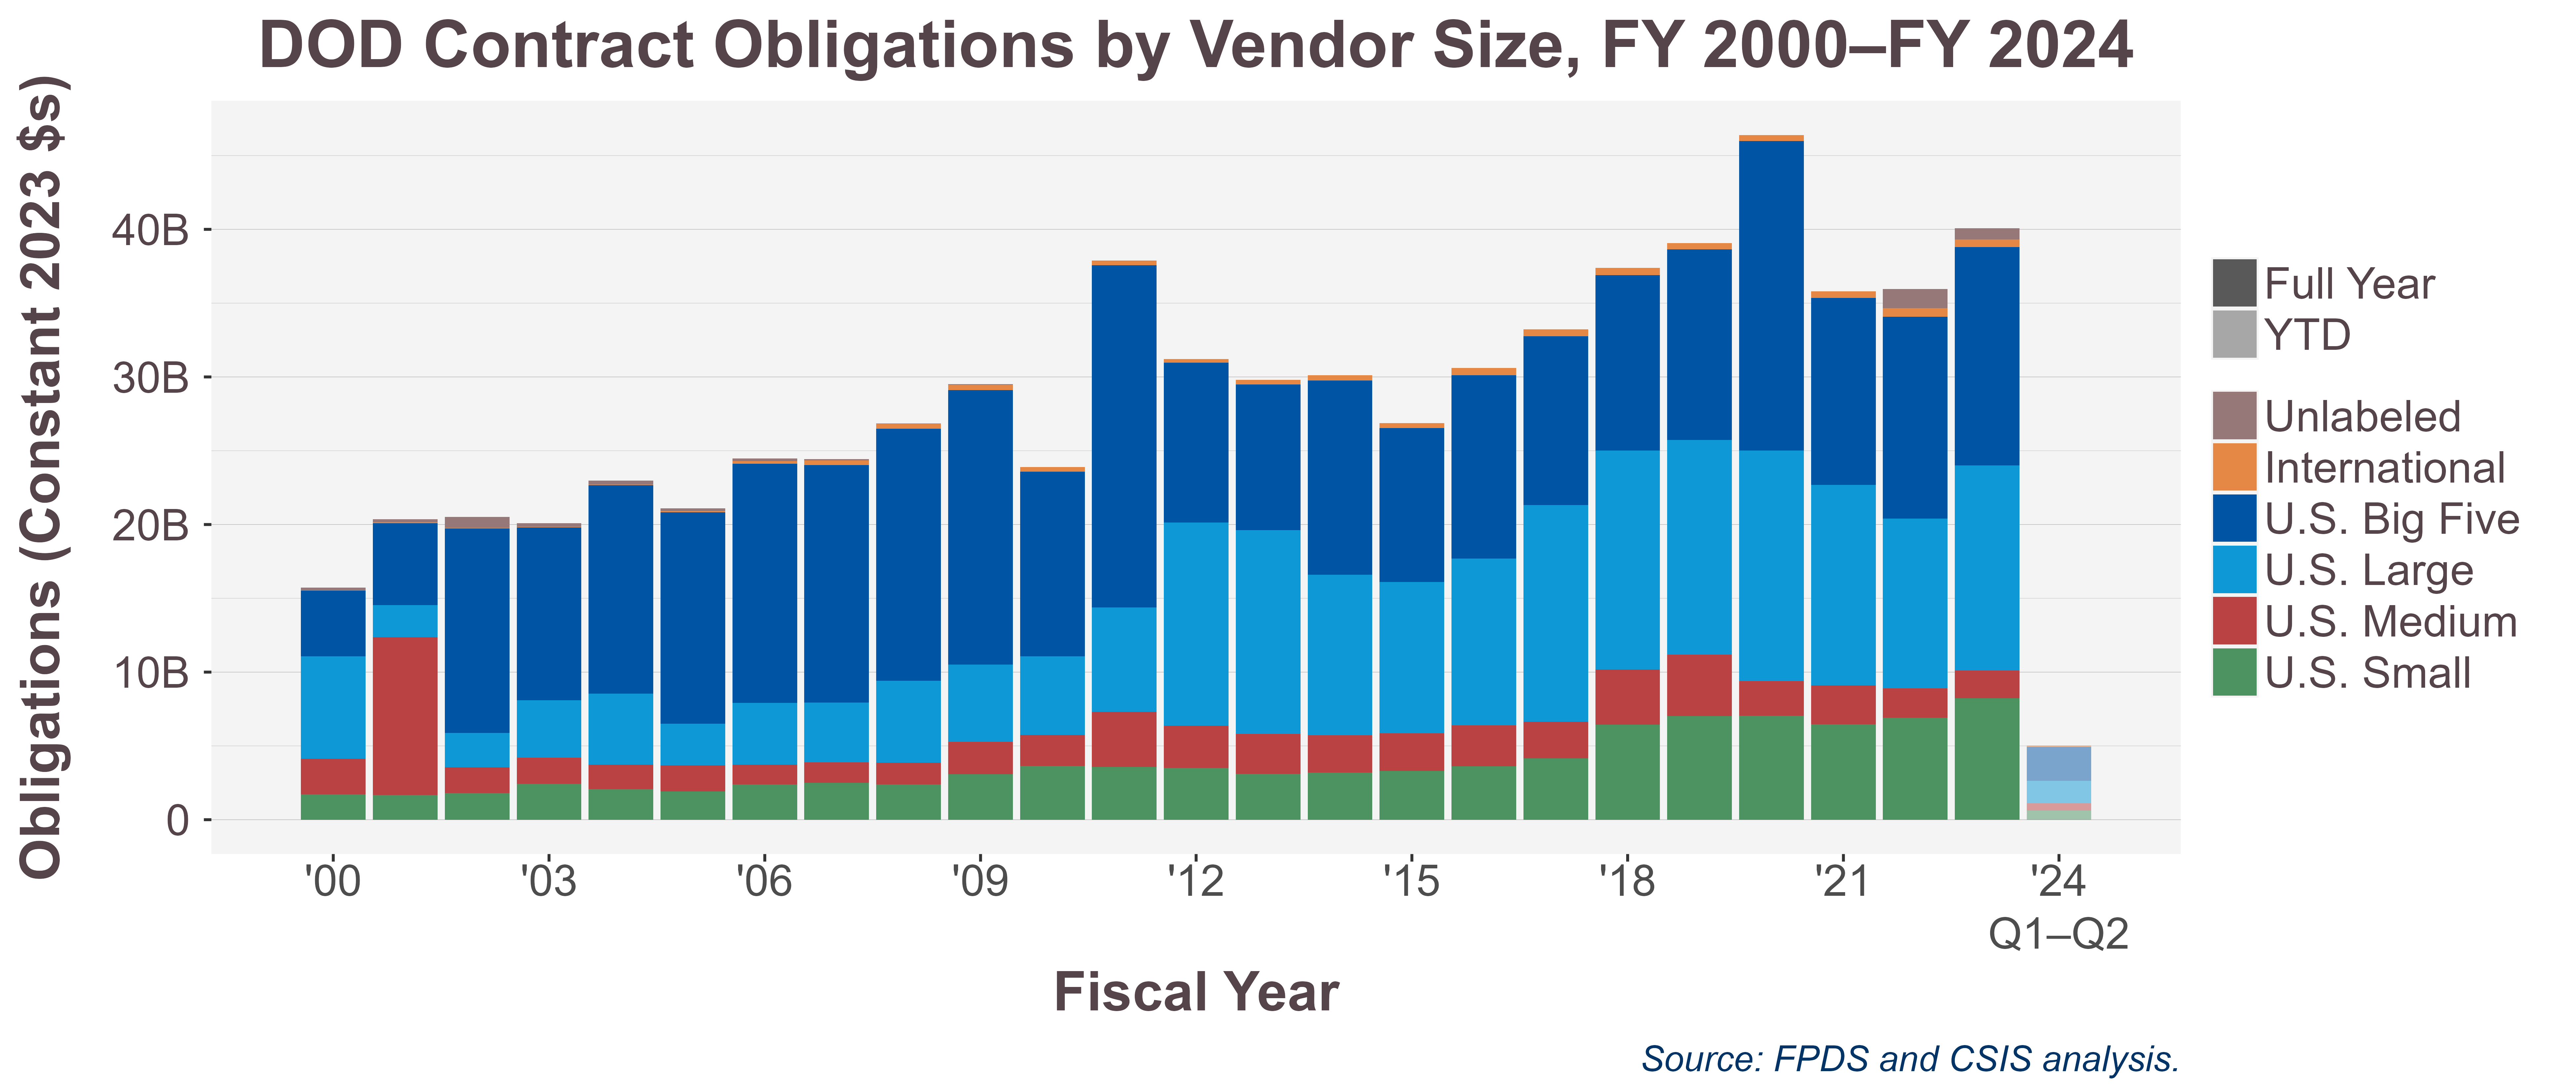 DOD Contract Obligations by Vendor Size, FY 2000–FY 2024
Obligations (Constant 2023 $s)
40B
30B
20B
10B
0
'00
'03
'06
'09
'12
'15
'18
'21
'24
Q1–Q2
Fiscal Year
Full Year
YTD
Unlabeled
International
U.S. Big Five
U.S. Large
U.S. Medium
U.S. Small
Source: FPDS and CSIS analysis.